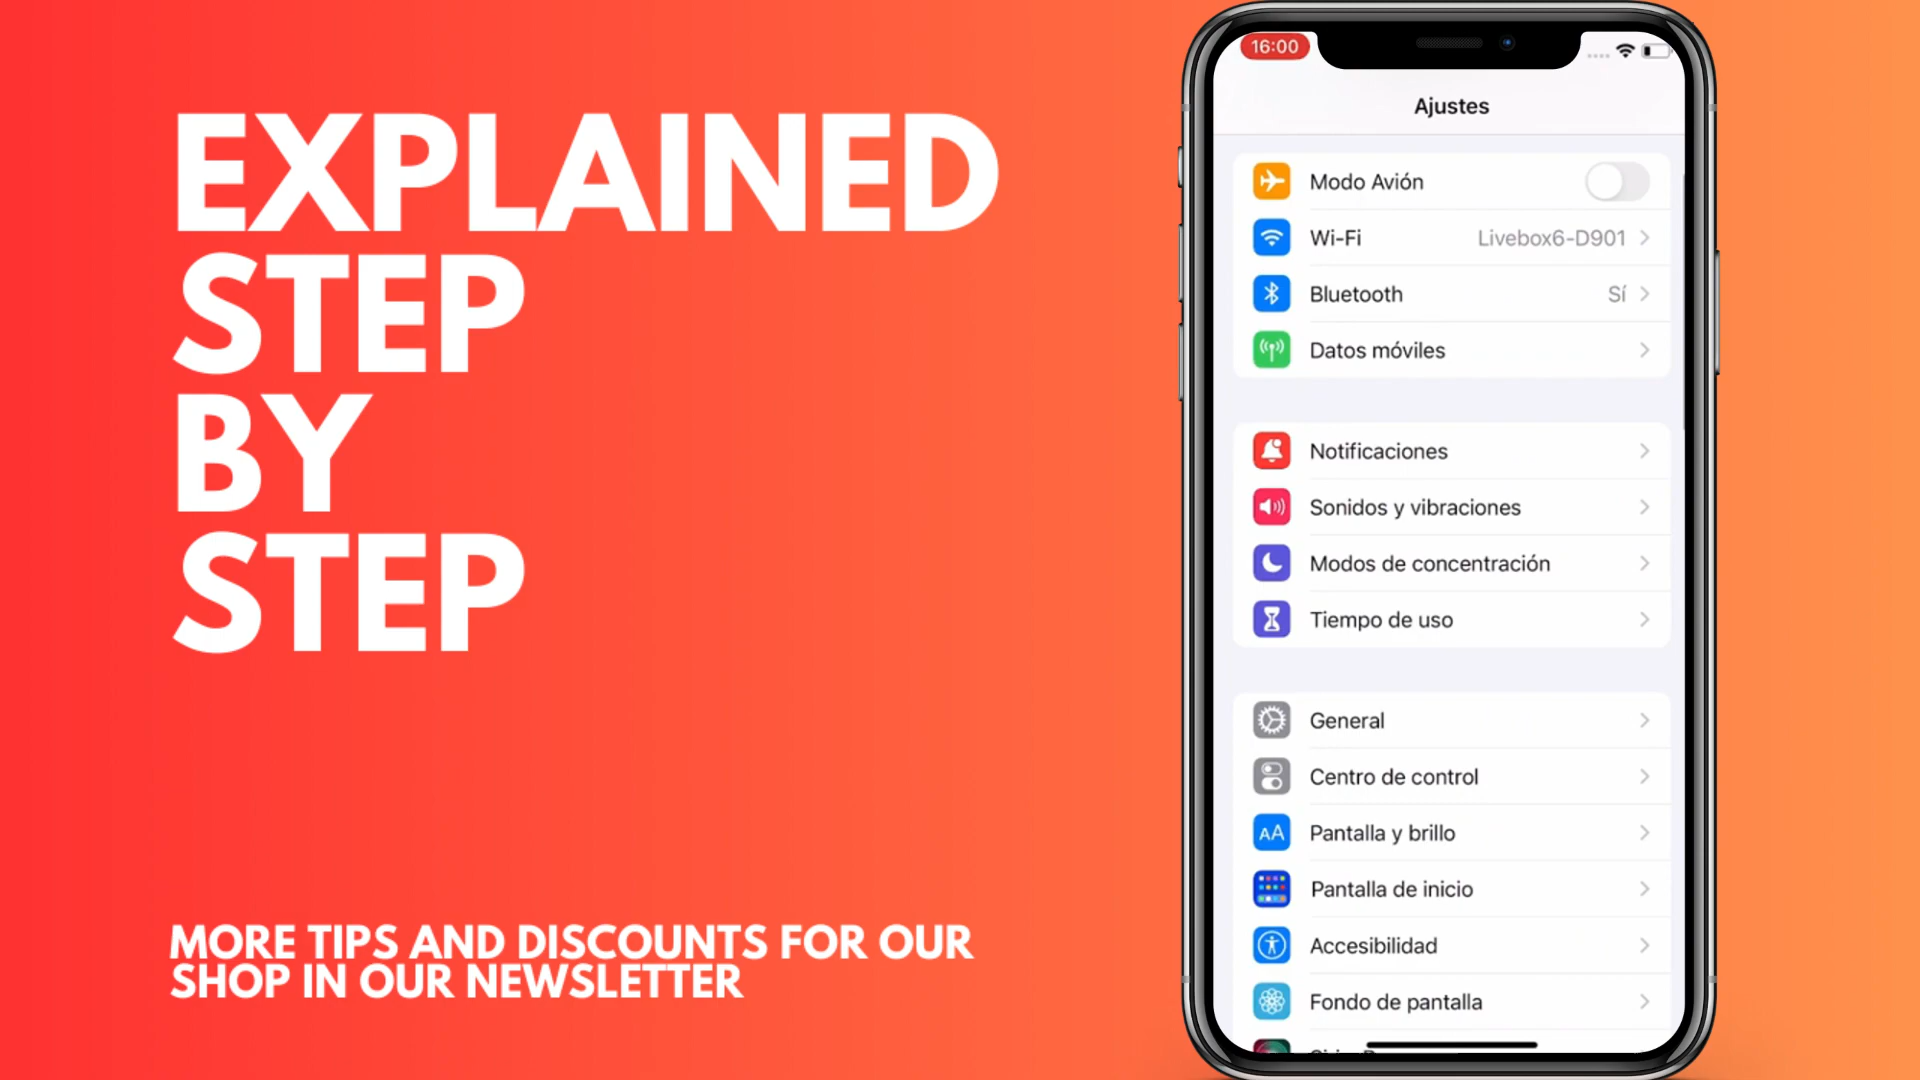 EXPLAINED
STEP
BY
STEP
MORE TIPS AND DISCOUNTS FOR OUR
SHOP IN OUR NEWSLETTER
16:00
Ajustes
Modo Avión
Wi-Fi Livebox6-D901
Bluetooth Sí
Datos móviles
Notificaciones
Sonidos y vibraciones
Modos de concentración
Tiempo de uso
General
Centro de control
AA Pantalla y brillo
Pantalla de inicio
Accesibilidad
Fondo de pantalla